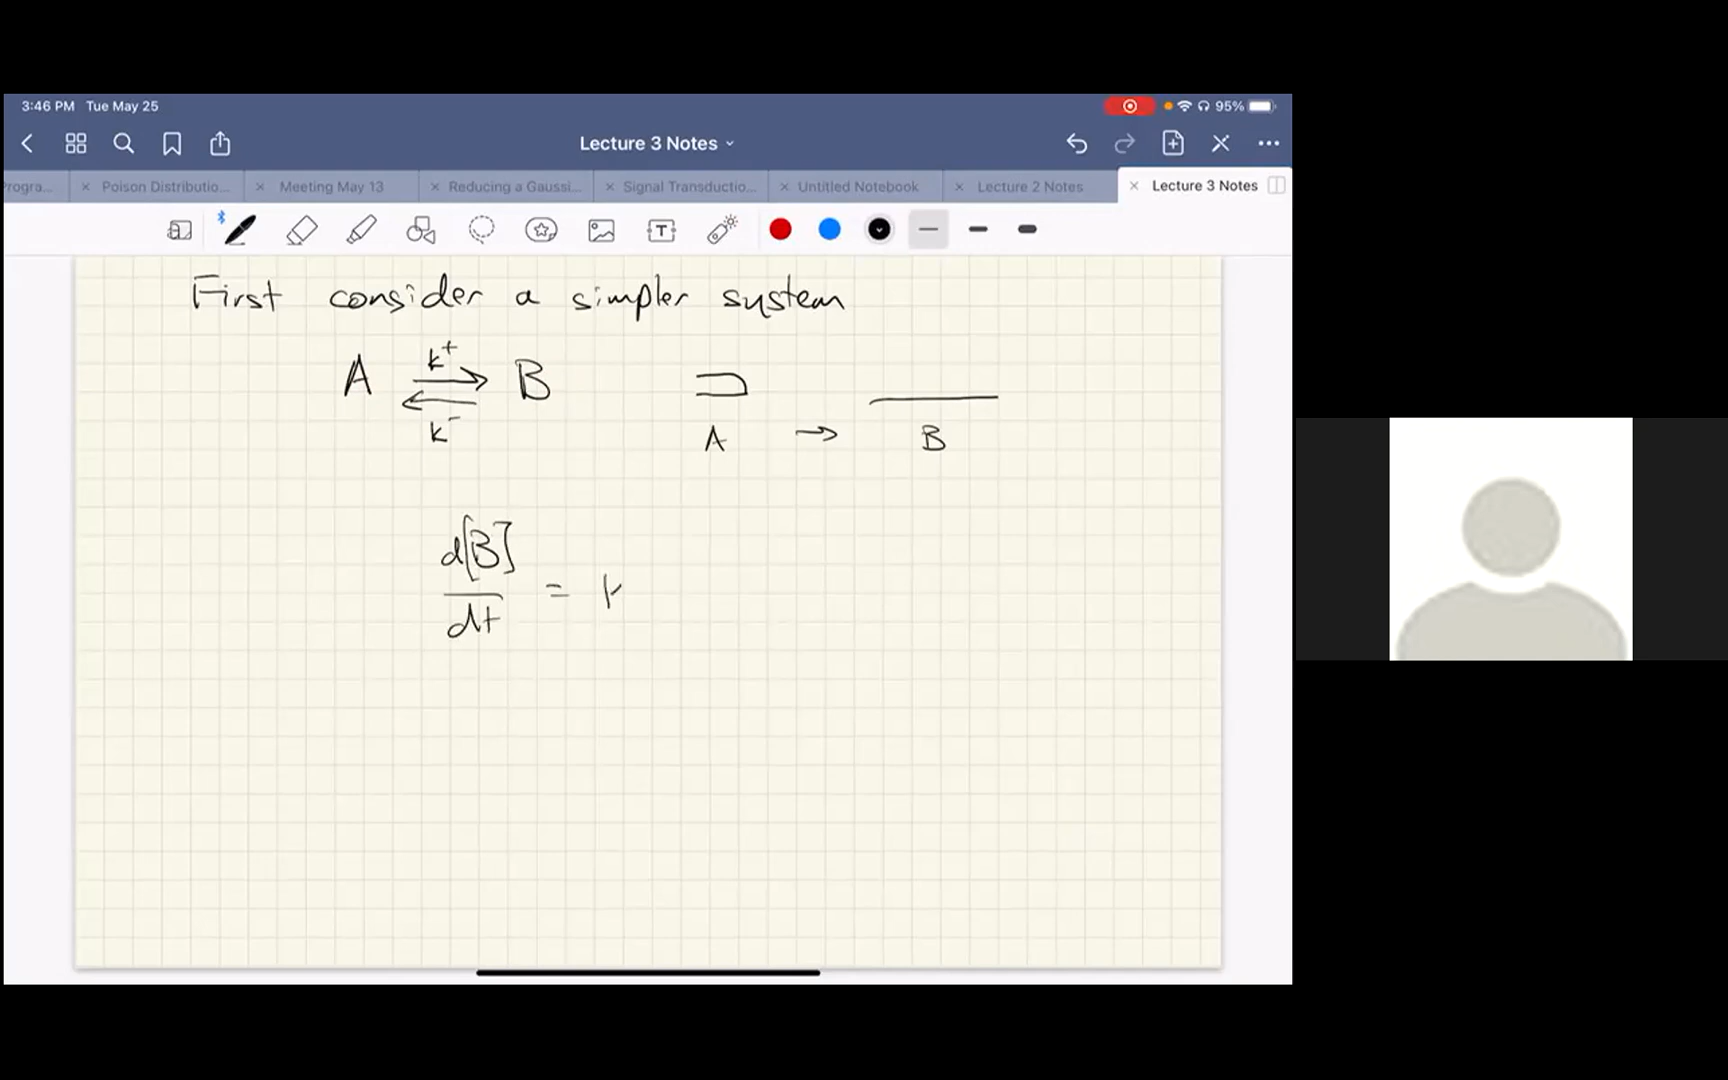 3:46 PM Tue May 25 95%
Lecture 3 Notes
Progra... Poison Distributio... Meeting May 13 Reducing a Gaussi... Signal Transductio... Untitled Notebook Lecture 2 Notes Lecture 3 Notes
T
First consider a simpler system
k⁺
A ⇌ B
k⁻
A → B
d[B]
— =
dt